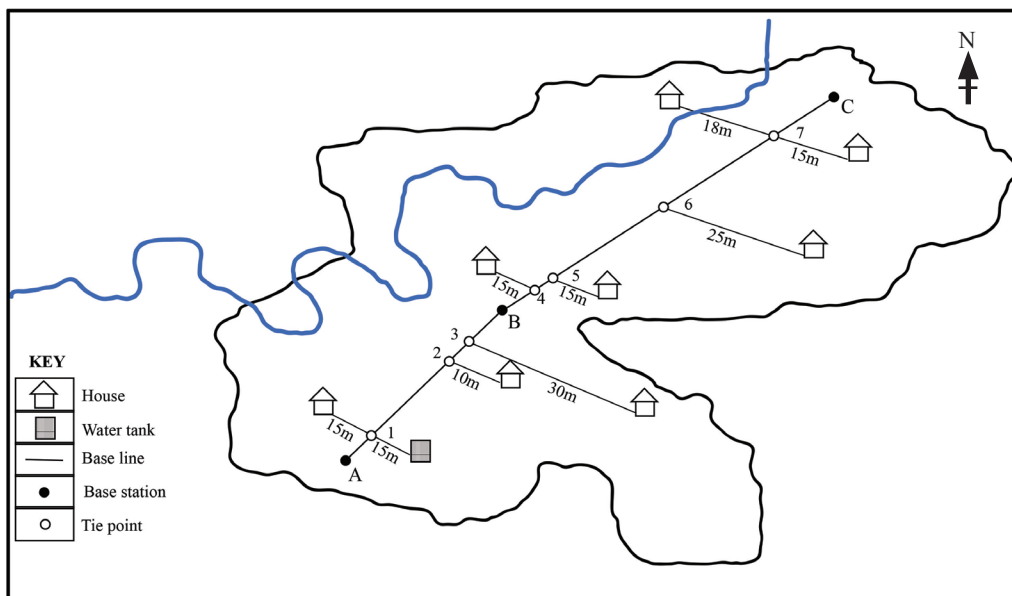 N
C
7
18m
15m
6
25m
5
15m
4
15m
B
3
2
10m
30m
1
15m
15m
A
KEY
House
Water tank
Base line
Base station
Tie point